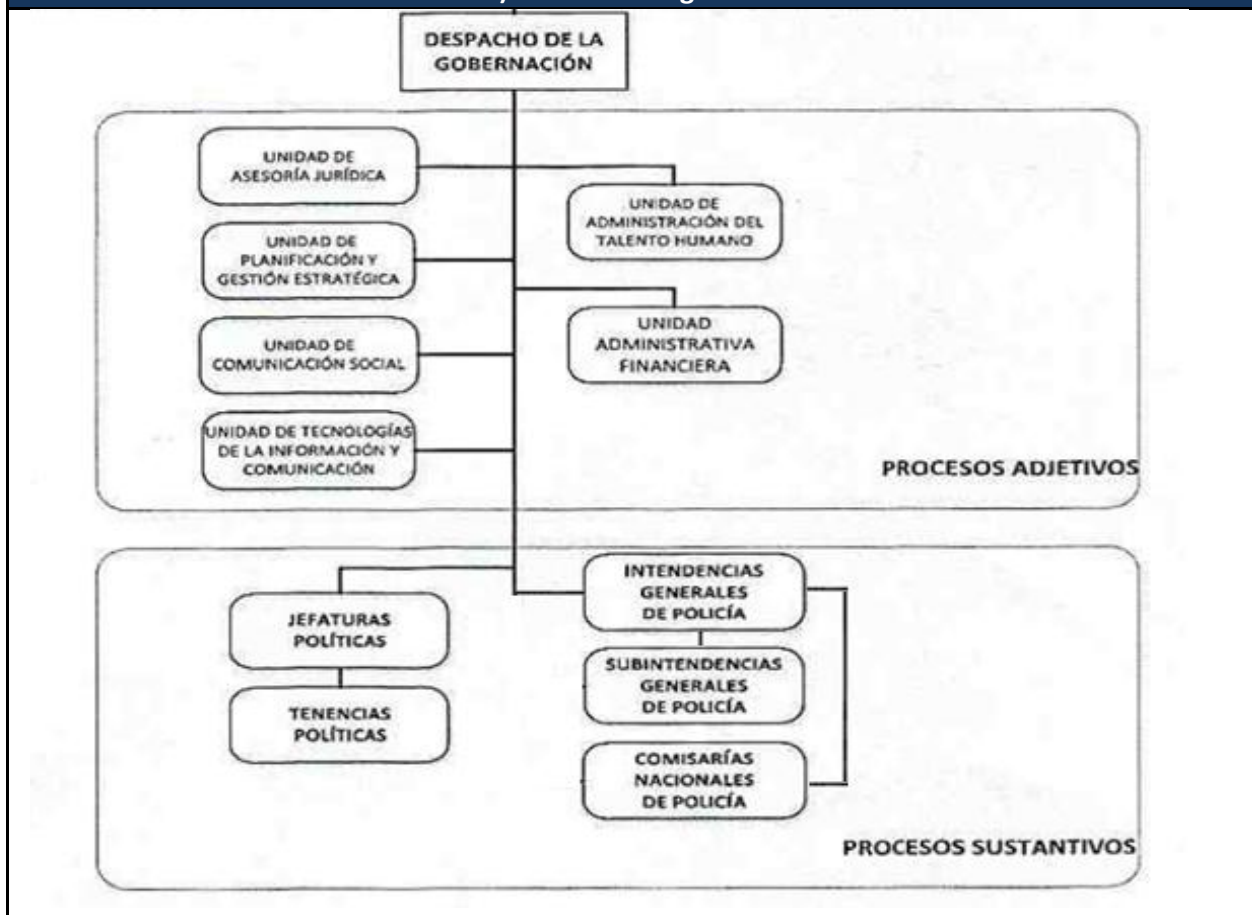 DESPACHO DE LA
GOBERNACIÓN
UNIDAD DE
ASESORÍA JURÍDICA
UNIDAD DE
ADMINISTRACIÓN DEL
TALENTO HUMANO
UNIDAD DE
PLANIFICACIÓN Y
GESTIÓN ESTRATÉGICA
UNIDAD
ADMINISTRATIVA
FINANCIERA
UNIDAD DE
COMUNICACIÓN SOCIAL
UNIDAD DE TECNOLOGÍAS
DE LA INFORMACIÓN Y
COMUNICACIÓN
PROCESOS ADJETIVOS
JEFATURAS
POLÍTICAS
TENENCIAS
POLÍTICAS
INTENDENCIAS
GENERALES
DE POLICÍA
SUBINTENDENCIAS
GENERALES
DE POLICÍA
COMISARÍAS
NACIONALES
DE POLICÍA
PROCESOS SUSTANTIVOS